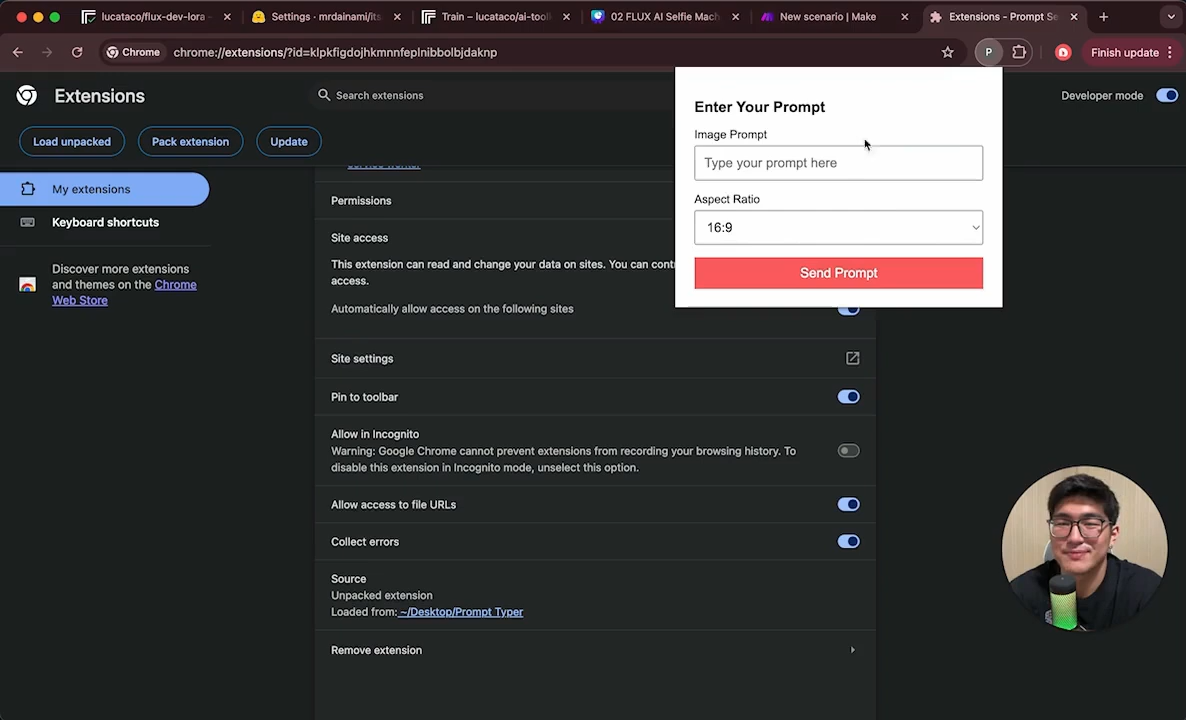 lucataco/flux-dev-lora -
Settings · mrdainami/its
Train – lucataco/ai-toolk
02 FLUX AI Selfie Mach
New scenario | Make
Extensions - Prompt Se
Chrome
chrome://extensions/?id=klpkfigdojhkmnnfeplnibbolbjdaknp
P
Finish update
Extensions
Search extensions
Developer mode
Load unpacked
Pack extension
Update
My extensions
Keyboard shortcuts
Discover more extensions
and themes on the Chrome
Web Store
service worker
Permissions
Site access
This extension can read and change your data on sites. You can cont
access.
Automatically allow access on the following sites
Site settings
Pin to toolbar
Allow in Incognito
Warning: Google Chrome cannot prevent extensions from recording your browsing history. To
disable this extension in Incognito mode, unselect this option.
Allow access to file URLs
Collect errors
Source
Unpacked extension
Loaded from: ~/Desktop/Prompt Typer
Remove extension
Enter Your Prompt
Image Prompt
Type your prompt here
Aspect Ratio
16:9
Send Prompt